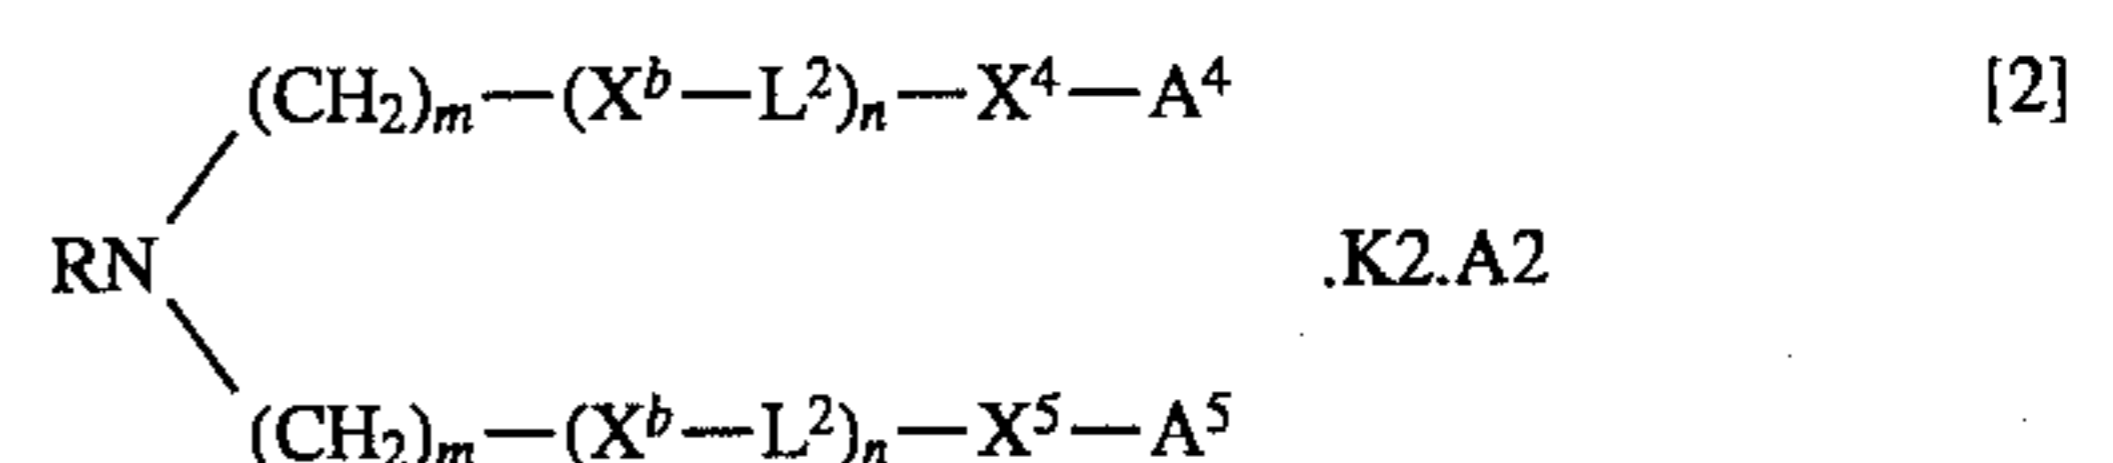 (CH₂)ₘ—(Xᵇ—L²)ₙ—X⁴—A⁴ [2]
RN .K2.A2
(CH₂)ₘ—(Xᵇ—L²)ₙ—X⁵—A⁵